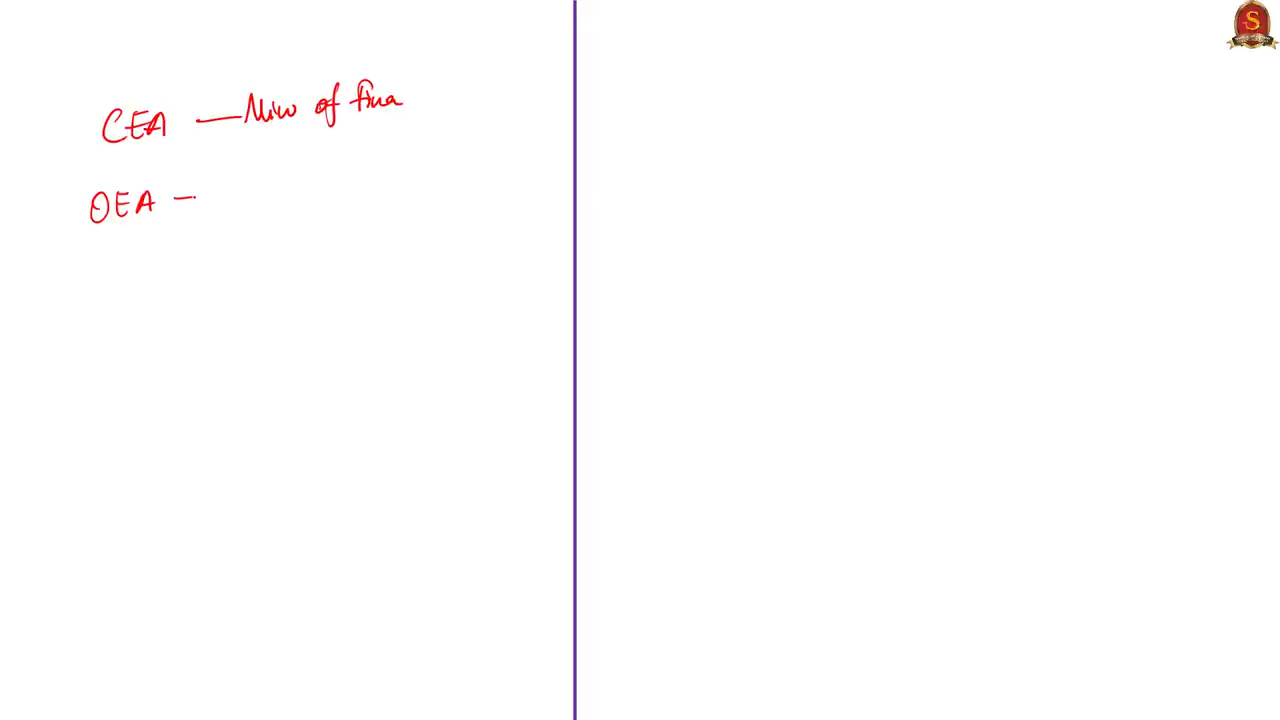 CEA — Min of Fina
OEA -
S